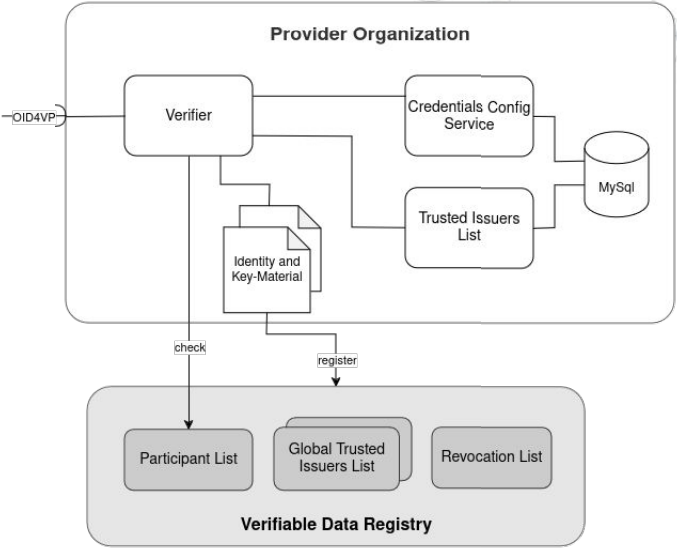 Provider Organization
OID4VP
Verifier
Credentials Config
Service
MySql
Trusted Issuers
List
Identity and
Key-Material
check
register
Participant List
Global Trusted
Issuers List
Revocation List
Verifiable Data Registry